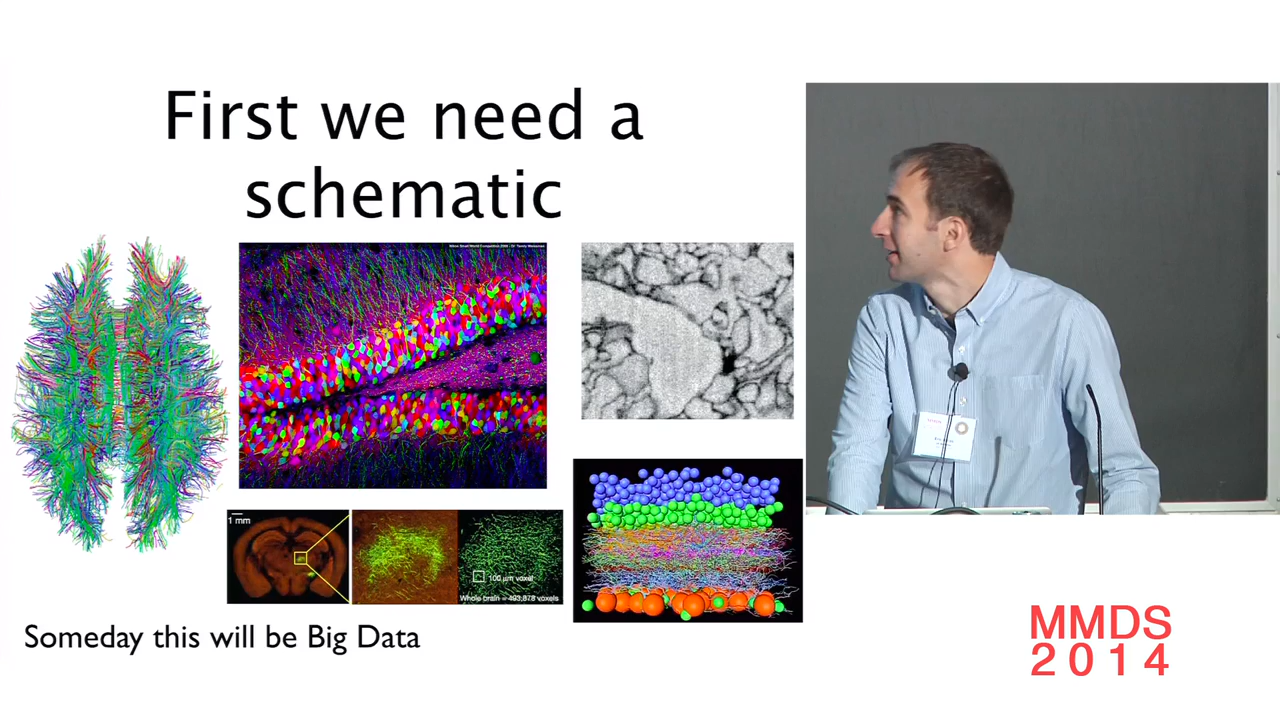 First we need a
schematic
1 mm
100 μm voxel
Whole brain = 493,878 voxels
Someday this will be Big Data
MMDS
2014